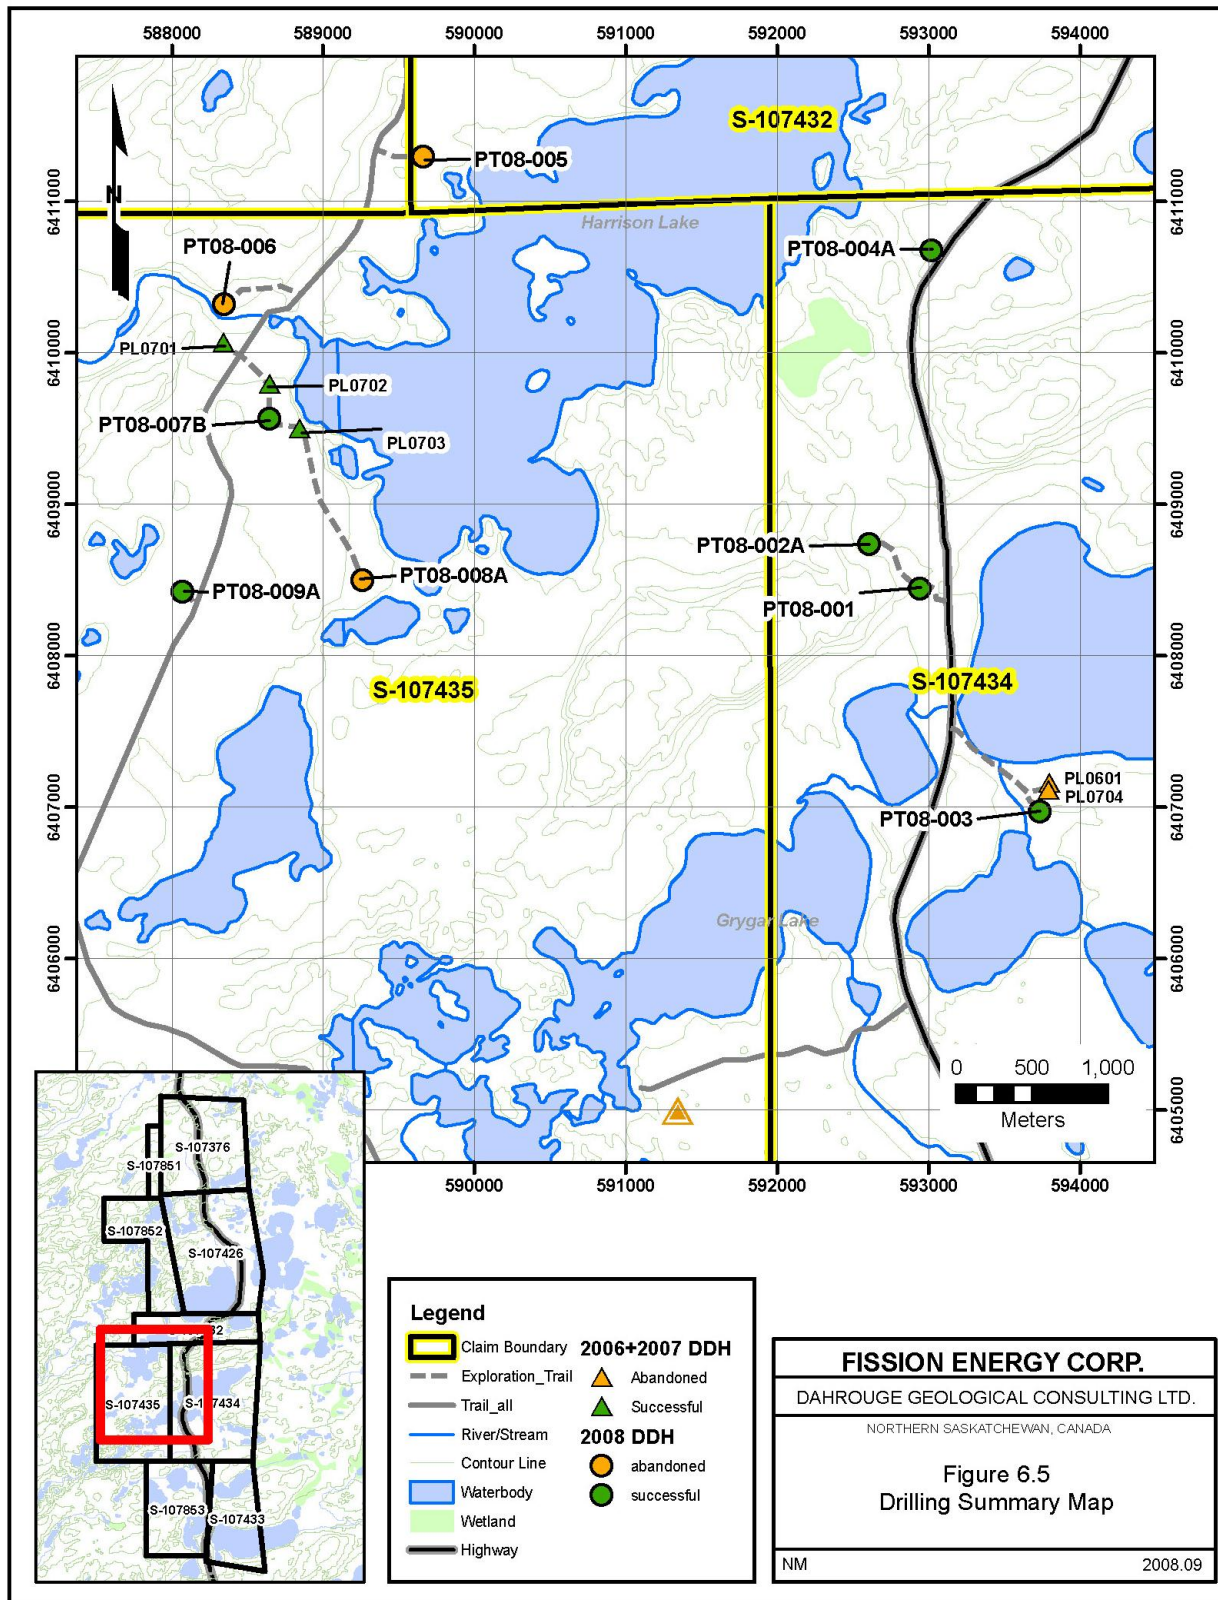 588000 589000 590000 591000 592000 593000 594000
S-107432
PT08-005
6411000 6411000
Harrison Lake
PT08-006
PT08-004A
N
PL0701
6410000 6410000
PL0702
PT08-007B
PL0703
6409000 6409000
PT08-002A
PT08-008A
PT08-009A
PT08-001
6408000 6408000
S-107435
S-107434
PL0601
PL0704
6407000 6407000
PT08-003
Grygar Lake
6406000 6406000
0 500 1,000
Meters
6405000
590000 591000 592000 593000 594000
S-107376
S-107851
S-107852
S-107426
S-107435
S-107434
S-107853
S-107433
Legend
Claim Boundary
Exploration_Trail
Trail_all
River/Stream
Contour Line
Waterbody
Wetland
Highway
2006+2007 DDH
Abandoned
Successful
2008 DDH
abandoned
successful
FISSION ENERGY CORP.
DAHROUGE GEOLOGICAL CONSULTING LTD.
NORTHERN SASKATCHEWAN, CANADA
Figure 6.5
Drilling Summary Map
NM 2008.09